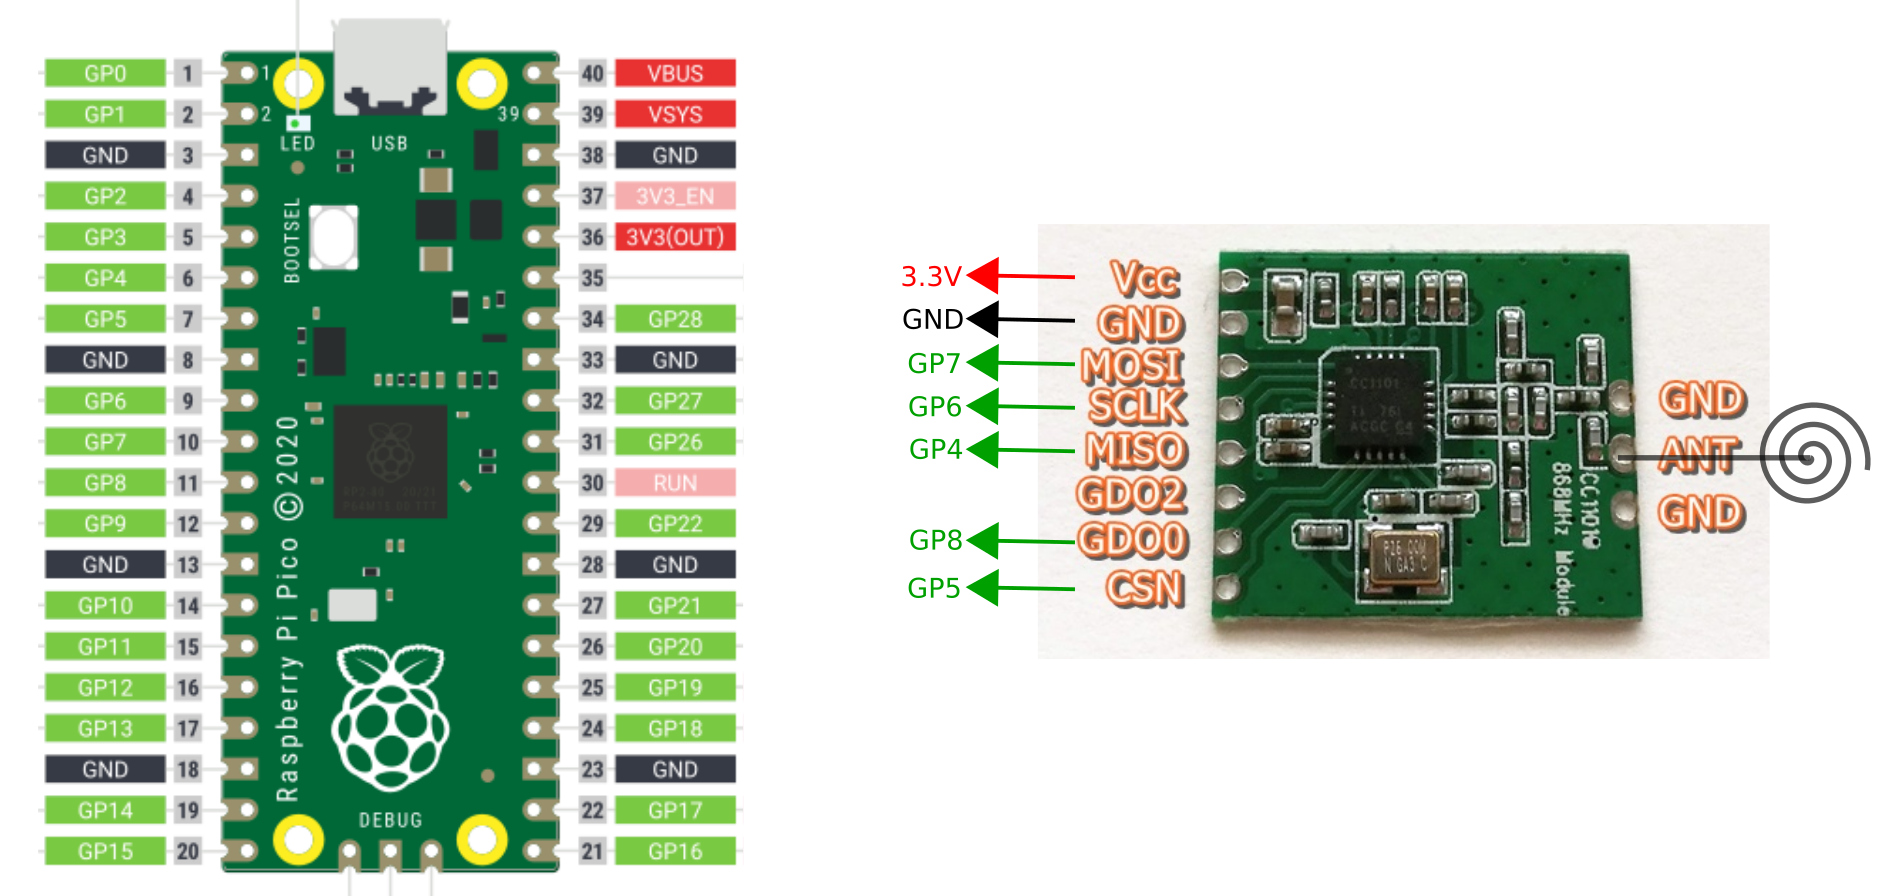 GP0 1 1 40 VBUS
GP1 2 2 39 39 VSYS
LED USB
GND 3 38 GND
GP2 4 37 3V3_EN
GP3 5 36 3V3(OUT)
BOOTSEL
GP4 6 35
GP5 7 34 GP28
GND 8 33 GND
GP6 9 32 GP27
GP7 10 31 GP26
GP8 11 30 RUN
GP9 12 29 GP22
GND 13 28 GND
GP10 14 27 GP21
GP11 15 26 GP20
GP12 16 25 GP19
GP13 17 24 GP18
GND 18 23 GND
GP14 19 22 GP17
GP15 20 21 GP16
Raspberry Pi Pico ©2020
DEBUG
3.3V Vcc
GND GND
GP7 MOSI
GP6 SCLK
GP4 MISO
GDO2
GP8 GDO0
GP5 CSN
GND
ANT
GND
CC1101
CC1101
868MHz Module